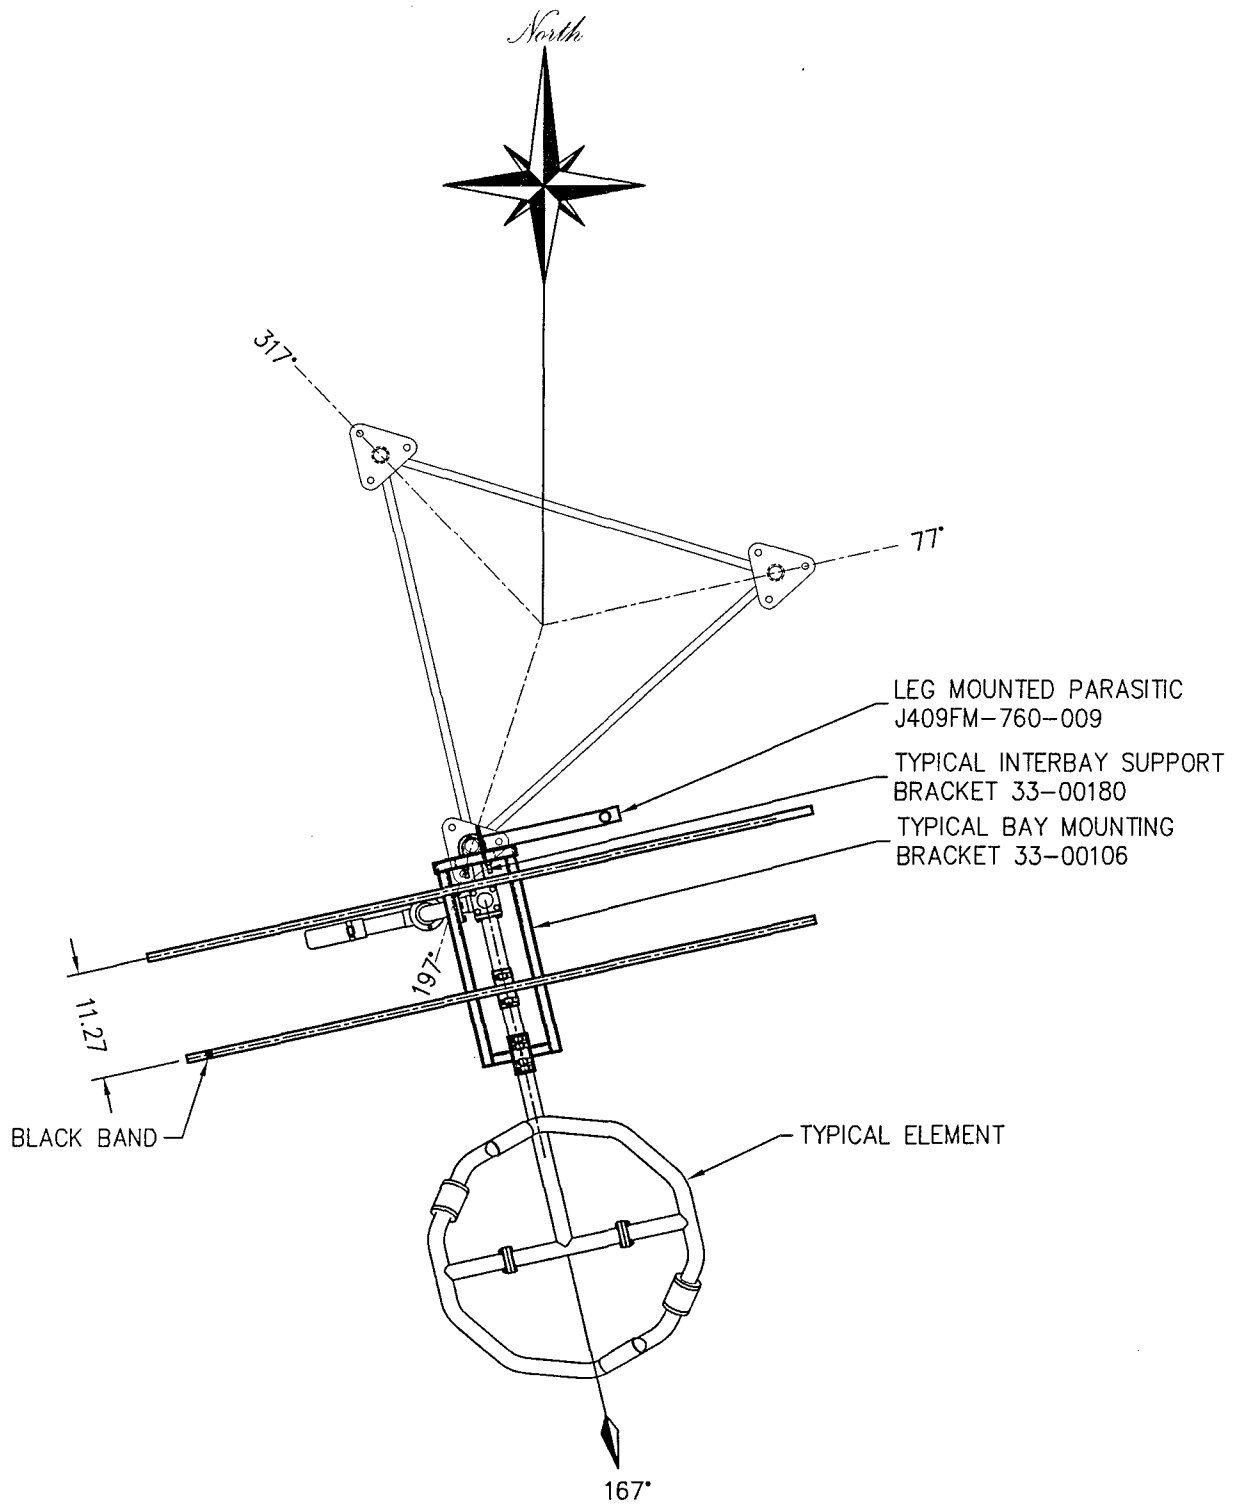 North
317°
77°
LEG MOUNTED PARASITIC
J409FM-760-009
TYPICAL INTERBAY SUPPORT
BRACKET 33-00180
TYPICAL BAY MOUNTING
BRACKET 33-00106
197°
11.27
BLACK BAND
TYPICAL ELEMENT
167°